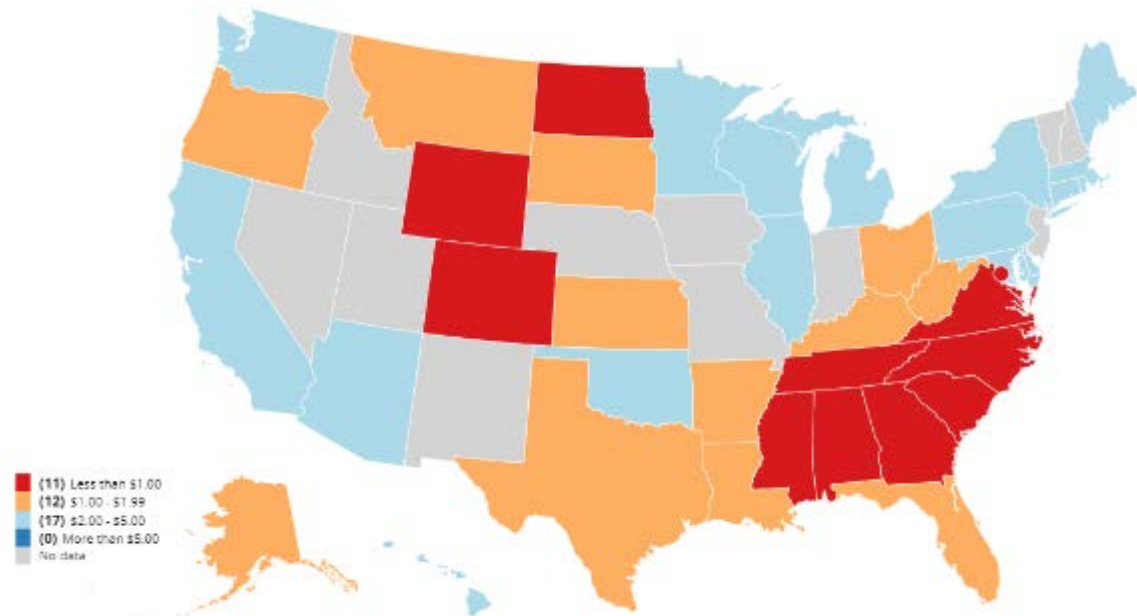 (11) Less than $1.00
(12) $1.00 - $1.99
(17) $2.00 - $5.00
(0) More than $5.00
No data